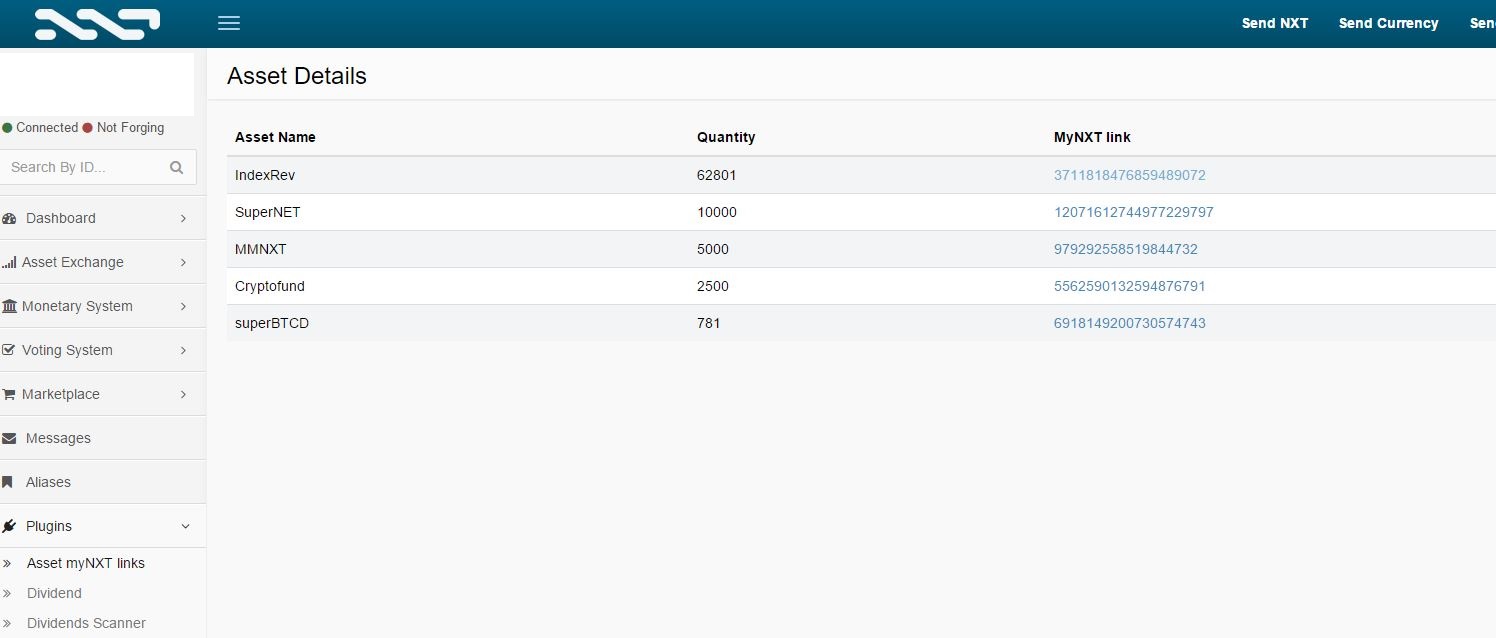 NXT
Send NXT Send Currency Sen
Asset Details
Connected Not Forging
Search By ID...
Dashboard
Asset Exchange
Monetary System
Voting System
Marketplace
Messages
Aliases
Plugins
Asset myNXT links
Dividend
Dividends Scanner
Asset Name Quantity MyNXT link
IndexRev 62801 3711818476859489072
SuperNET 10000 12071612744977229797
MMNXT 5000 979292558519844732
Cryptofund 2500 5562590132594876791
superBTCD 781 6918149200730574743